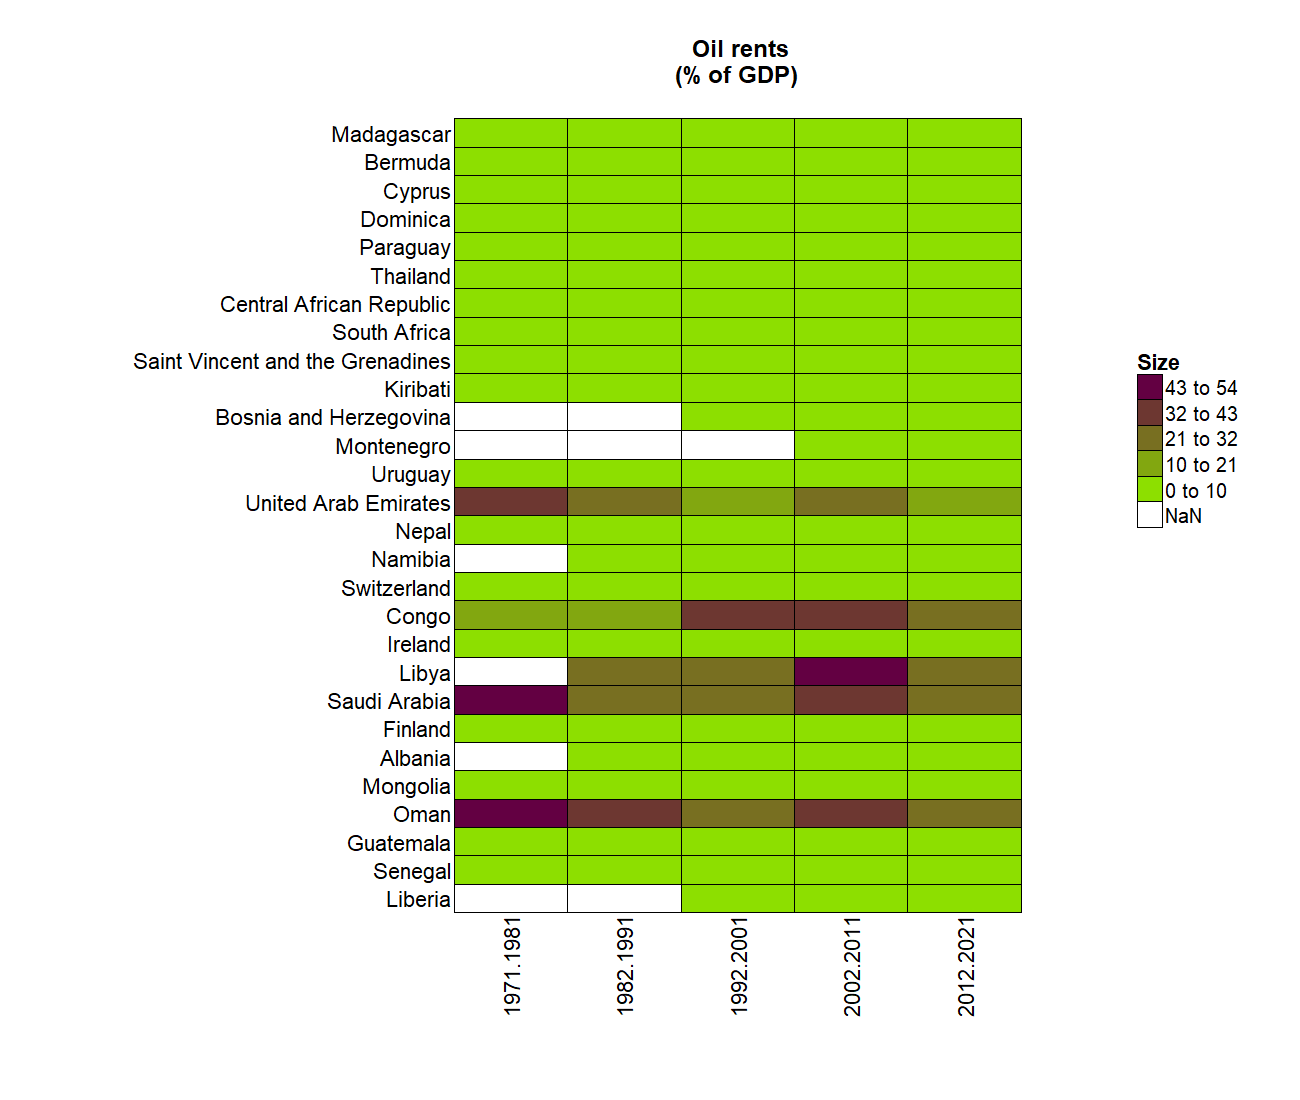 Oil rents
(% of GDP)
Madagascar
Bermuda
Cyprus
Dominica
Paraguay
Thailand
Central African Republic
South Africa
Saint Vincent and the Grenadines
Kiribati
Bosnia and Herzegovina
Montenegro
Uruguay
United Arab Emirates
Nepal
Namibia
Switzerland
Congo
Ireland
Libya
Saudi Arabia
Finland
Albania
Mongolia
Oman
Guatemala
Senegal
Liberia
1971.1981
1982.1991
1992.2001
2002.2011
2012.2021
Size
43 to 54
32 to 43
21 to 32
10 to 21
0 to 10
NaN